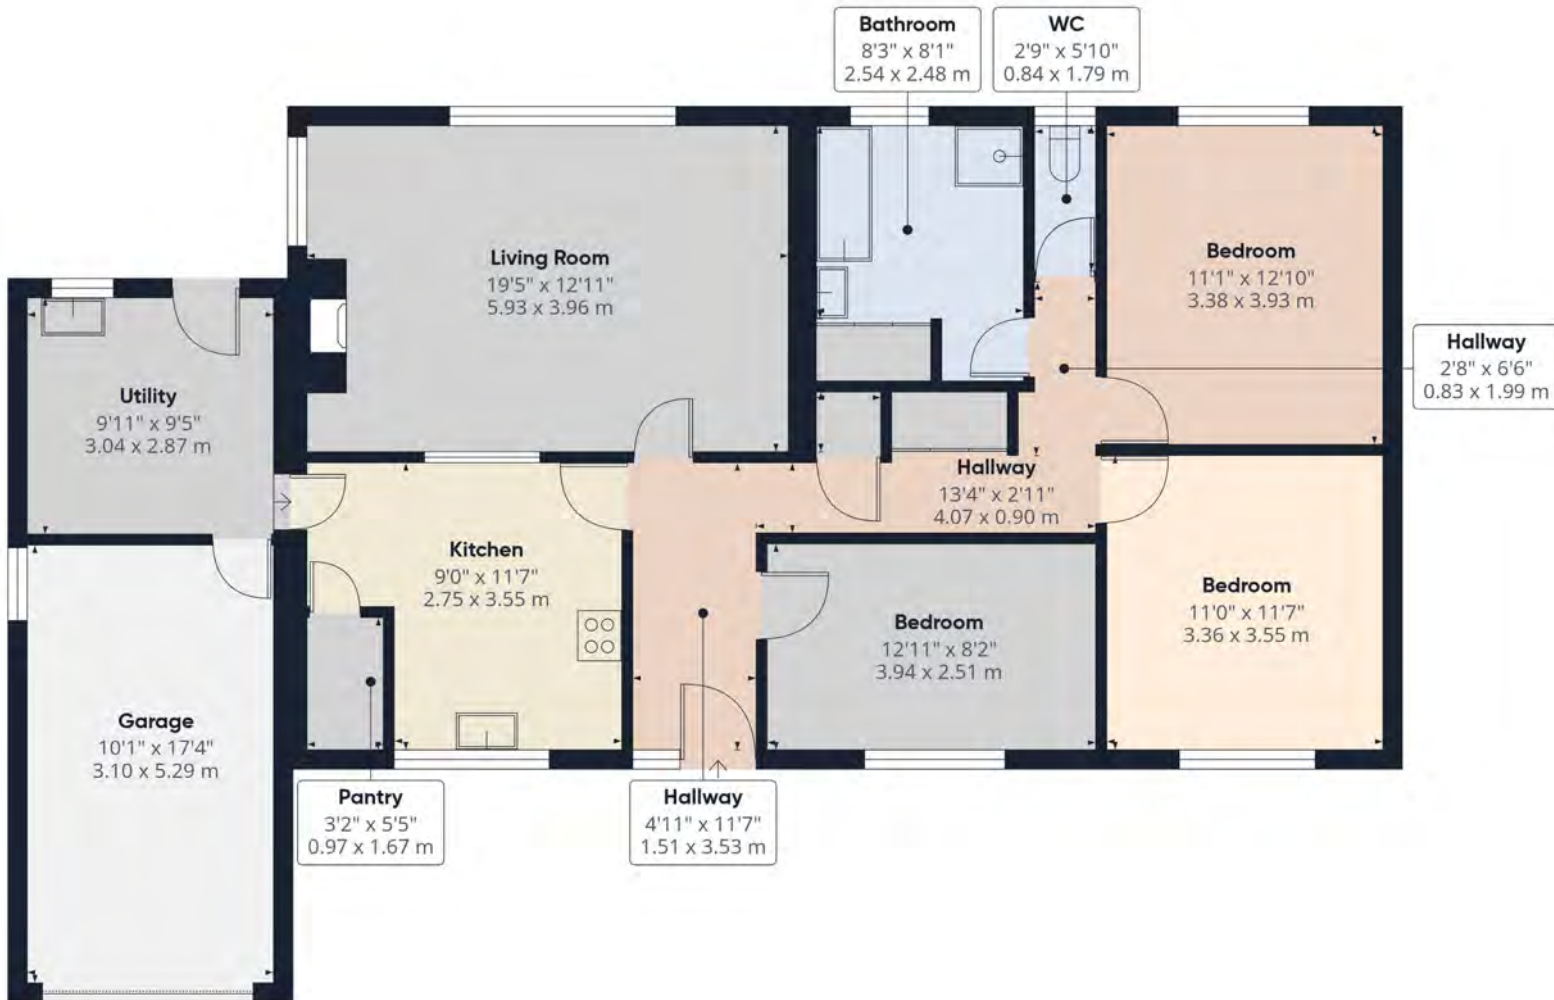 Bathroom
8'3" x 8'1"
2.54 x 2.48 m
WC
2'9" x 5'10"
0.84 x 1.79 m
Living Room
19'5" x 12'11"
5.93 x 3.96 m
Bedroom
11'1" x 12'10"
3.38 x 3.93 m
Hallway
2'8" x 6'6"
0.83 x 1.99 m
Utility
9'11" x 9'5"
3.04 x 2.87 m
Hallway
13'4" x 2'11"
4.07 x 0.90 m
Kitchen
9'0" x 11'7"
2.75 x 3.55 m
Bedroom
12'11" x 8'2"
3.94 x 2.51 m
Bedroom
11'0" x 11'7"
3.36 x 3.55 m
Garage
10'1" x 17'4"
3.10 x 5.29 m
Pantry
3'2" x 5'5"
0.97 x 1.67 m
Hallway
4'11" x 11'7"
1.51 x 3.53 m